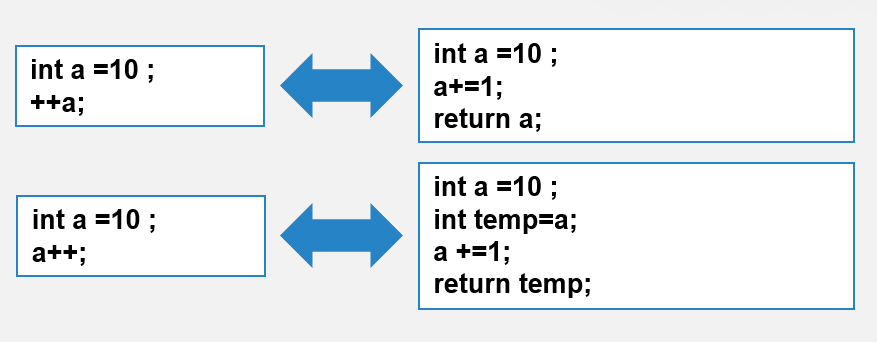 int a =10 ;
++a;
int a =10 ;
a+=1;
return a;
int a =10 ;
a++;
int a =10 ;
int temp=a;
a +=1;
return temp;